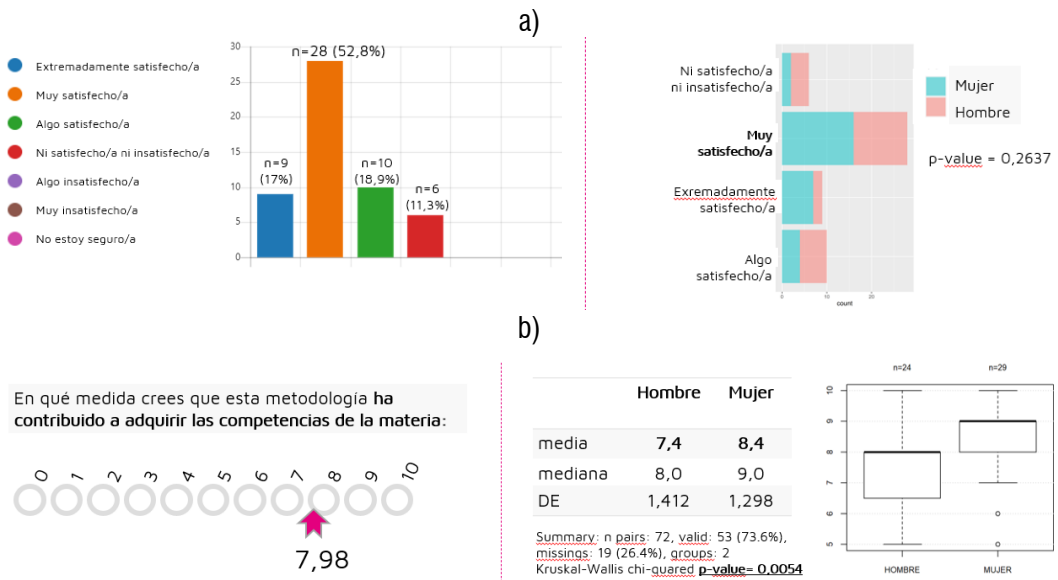 a)
Extremadamente satisfecho/a
Muy satisfecho/a
Algo satisfecho/a
Ni satisfecho/a ni insatisfecho/a
Algo insatisfecho/a
Muy insatisfecho/a
No estoy seguro/a
30
25
20
15
10
5
0
n=9
(17%)
n=28 (52,8%)
n=10
(18,9%)
n=6
(11,3%)
Ni satisfecho/a
ni insatisfecho/a
Muy
satisfecho/a
Exremadamente
satisfecho/a
Algo
satisfecho/a
0 10 20
count
Mujer
Hombre
p-value = 0,2637
b)
En qué medida crees que esta metodología ha
contribuido a adquirir las competencias de la materia:
0 1 2 3 4 5 6 7 8 9 10
7,98
Hombre Mujer
media 7,4 8,4
mediana 8,0 9,0
DE 1,412 1,298
Summary: n pairs: 72, valid: 53 (73.6%),
missings: 19 (26.4%), groups: 2
Kruskal-Wallis chi-quared p-value= 0,0054
n=24 n=29
10
9
8
7
6
5
HOMBRE MUJER